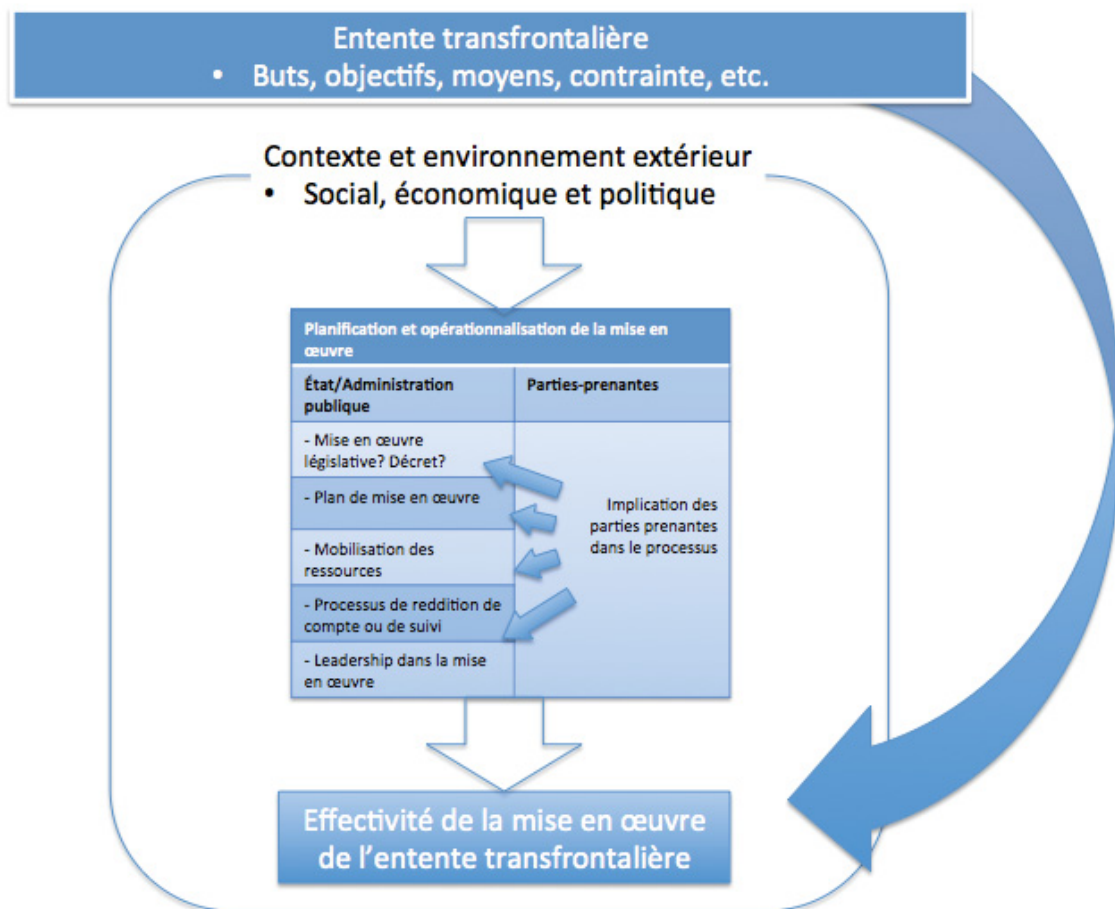 Entente transfrontalière
• Buts, objectifs, moyens, contrainte, etc.
Contexte et environnement extérieur
• Social, économique et politique
Planification et opérationnalisation de la mise en
œuvre
État/Administration
publique
Parties-prenantes
- Mise en œuvre
législative? Décret?
- Plan de mise en œuvre
- Mobilisation des
ressources
- Processus de reddition de
compte ou de suivi
- Leadership dans la mise
en œuvre
Implication des
parties prenantes
dans le processus
Effectivité de la mise en œuvre
de l’entente transfrontalière